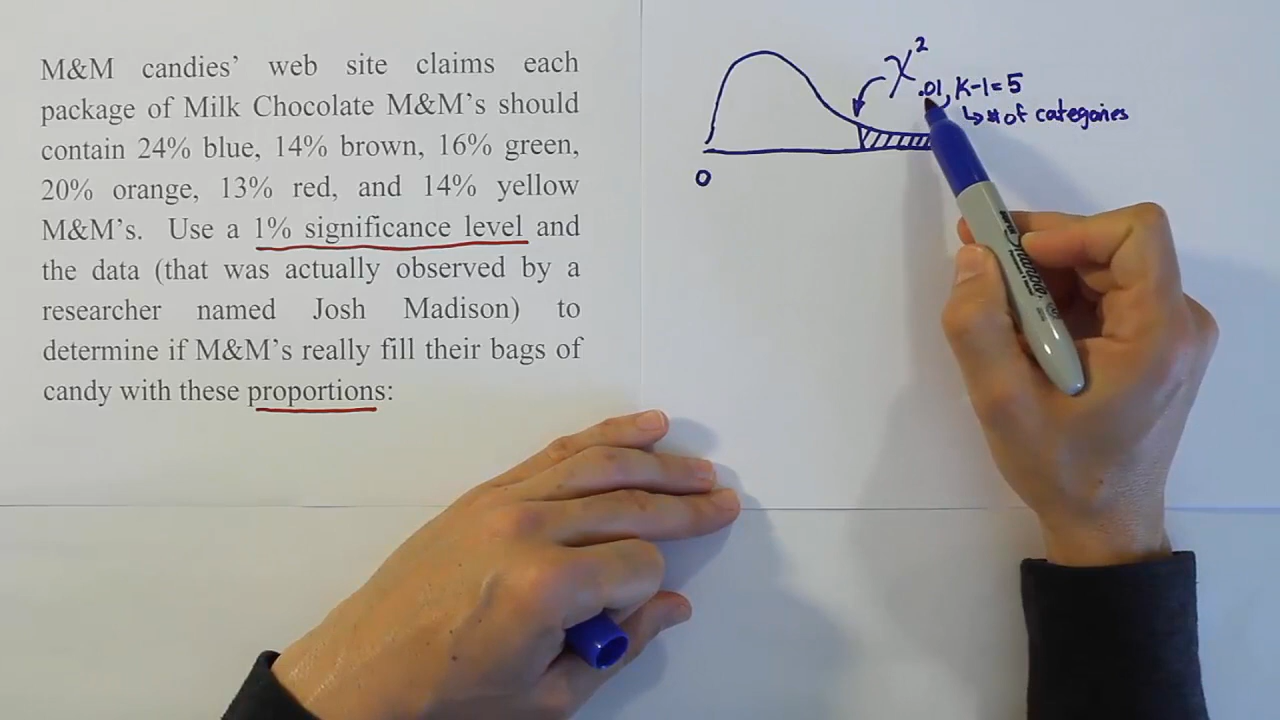 M&M candies' web site claims each
package of Milk Chocolate M&M's should
contain 24% blue, 14% brown, 16% green,
20% orange, 13% red, and 14% yellow
M&M's. Use a 1% significance level and
the data (that was actually observed by a
researcher named Josh Madison) to
determine if M&M's really fill their bags of
candy with these proportions:
χ² .01, K-1=5
↳ # of categories
0
Sharpie